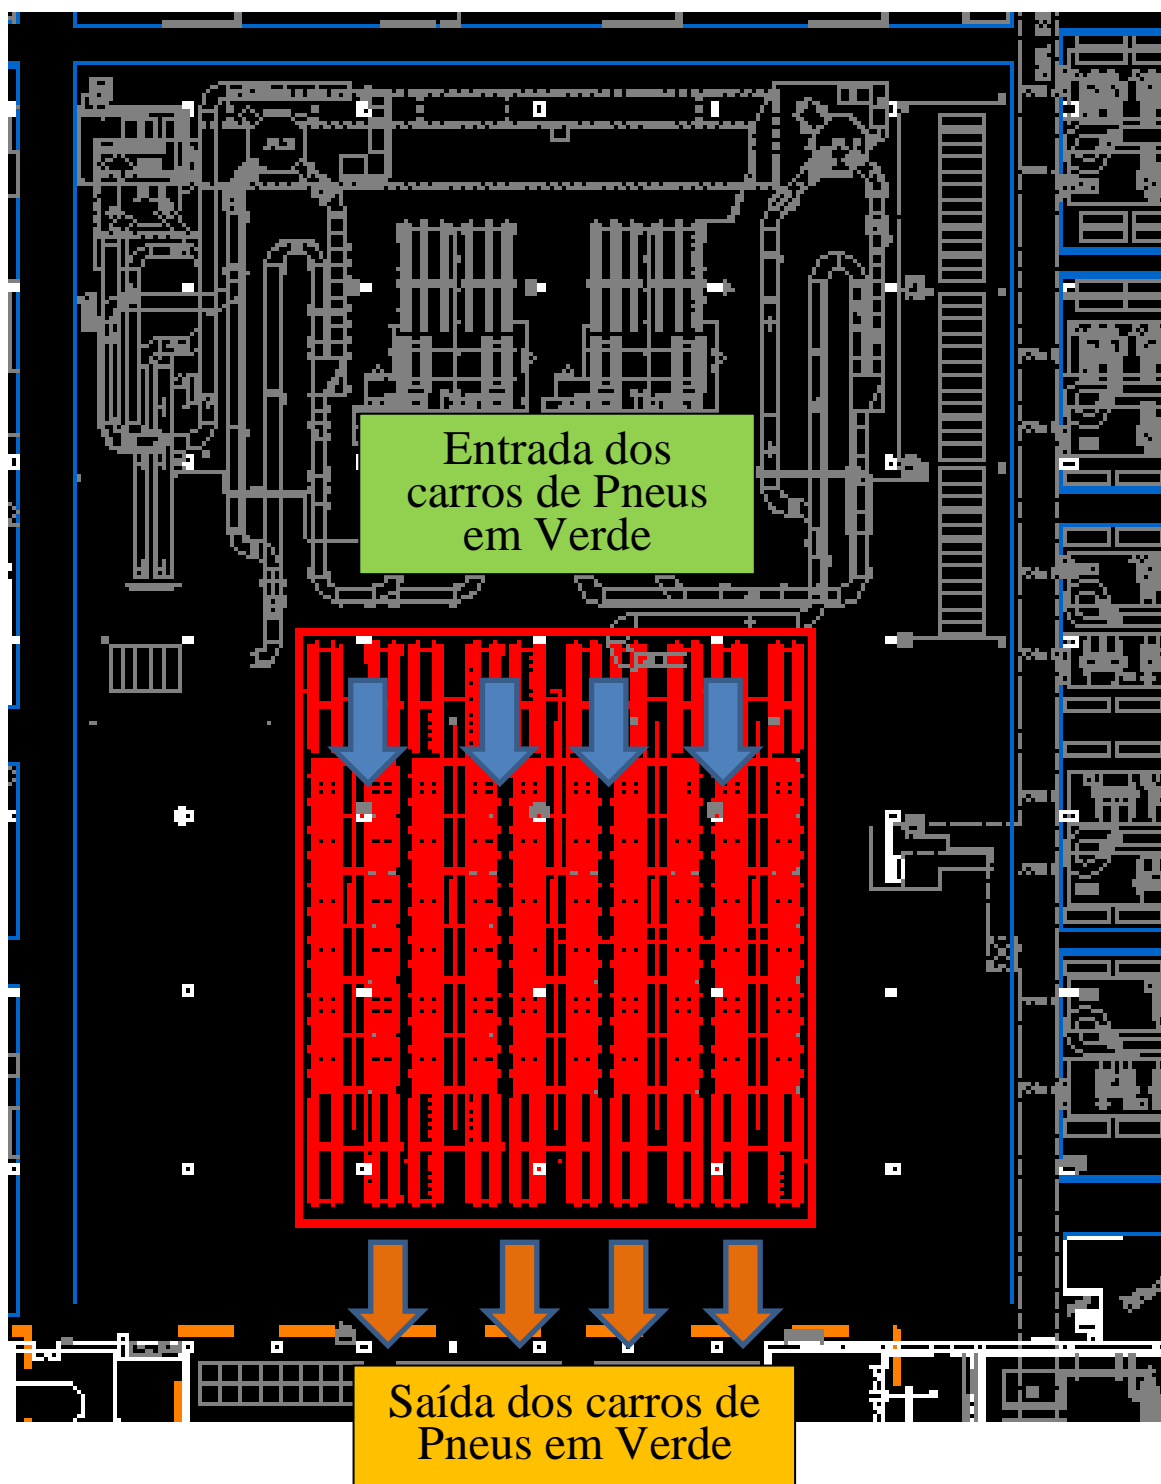 Entrada dos
carros de Pneus
em Verde
Saída dos carros de
Pneus em Verde